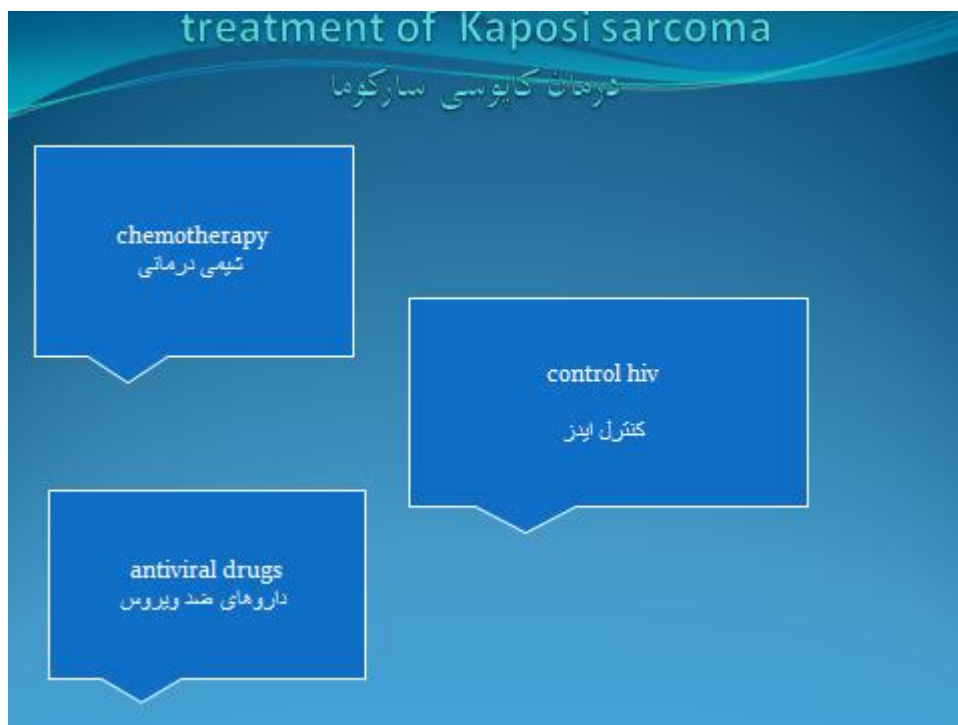 treatment of Kaposi sarcoma
درمان کاپوسی سارکوما
chemotherapy
شیمی درمانی
control hiv
کنترل ایدز
antiviral drugs
داروهای ضد ویروس